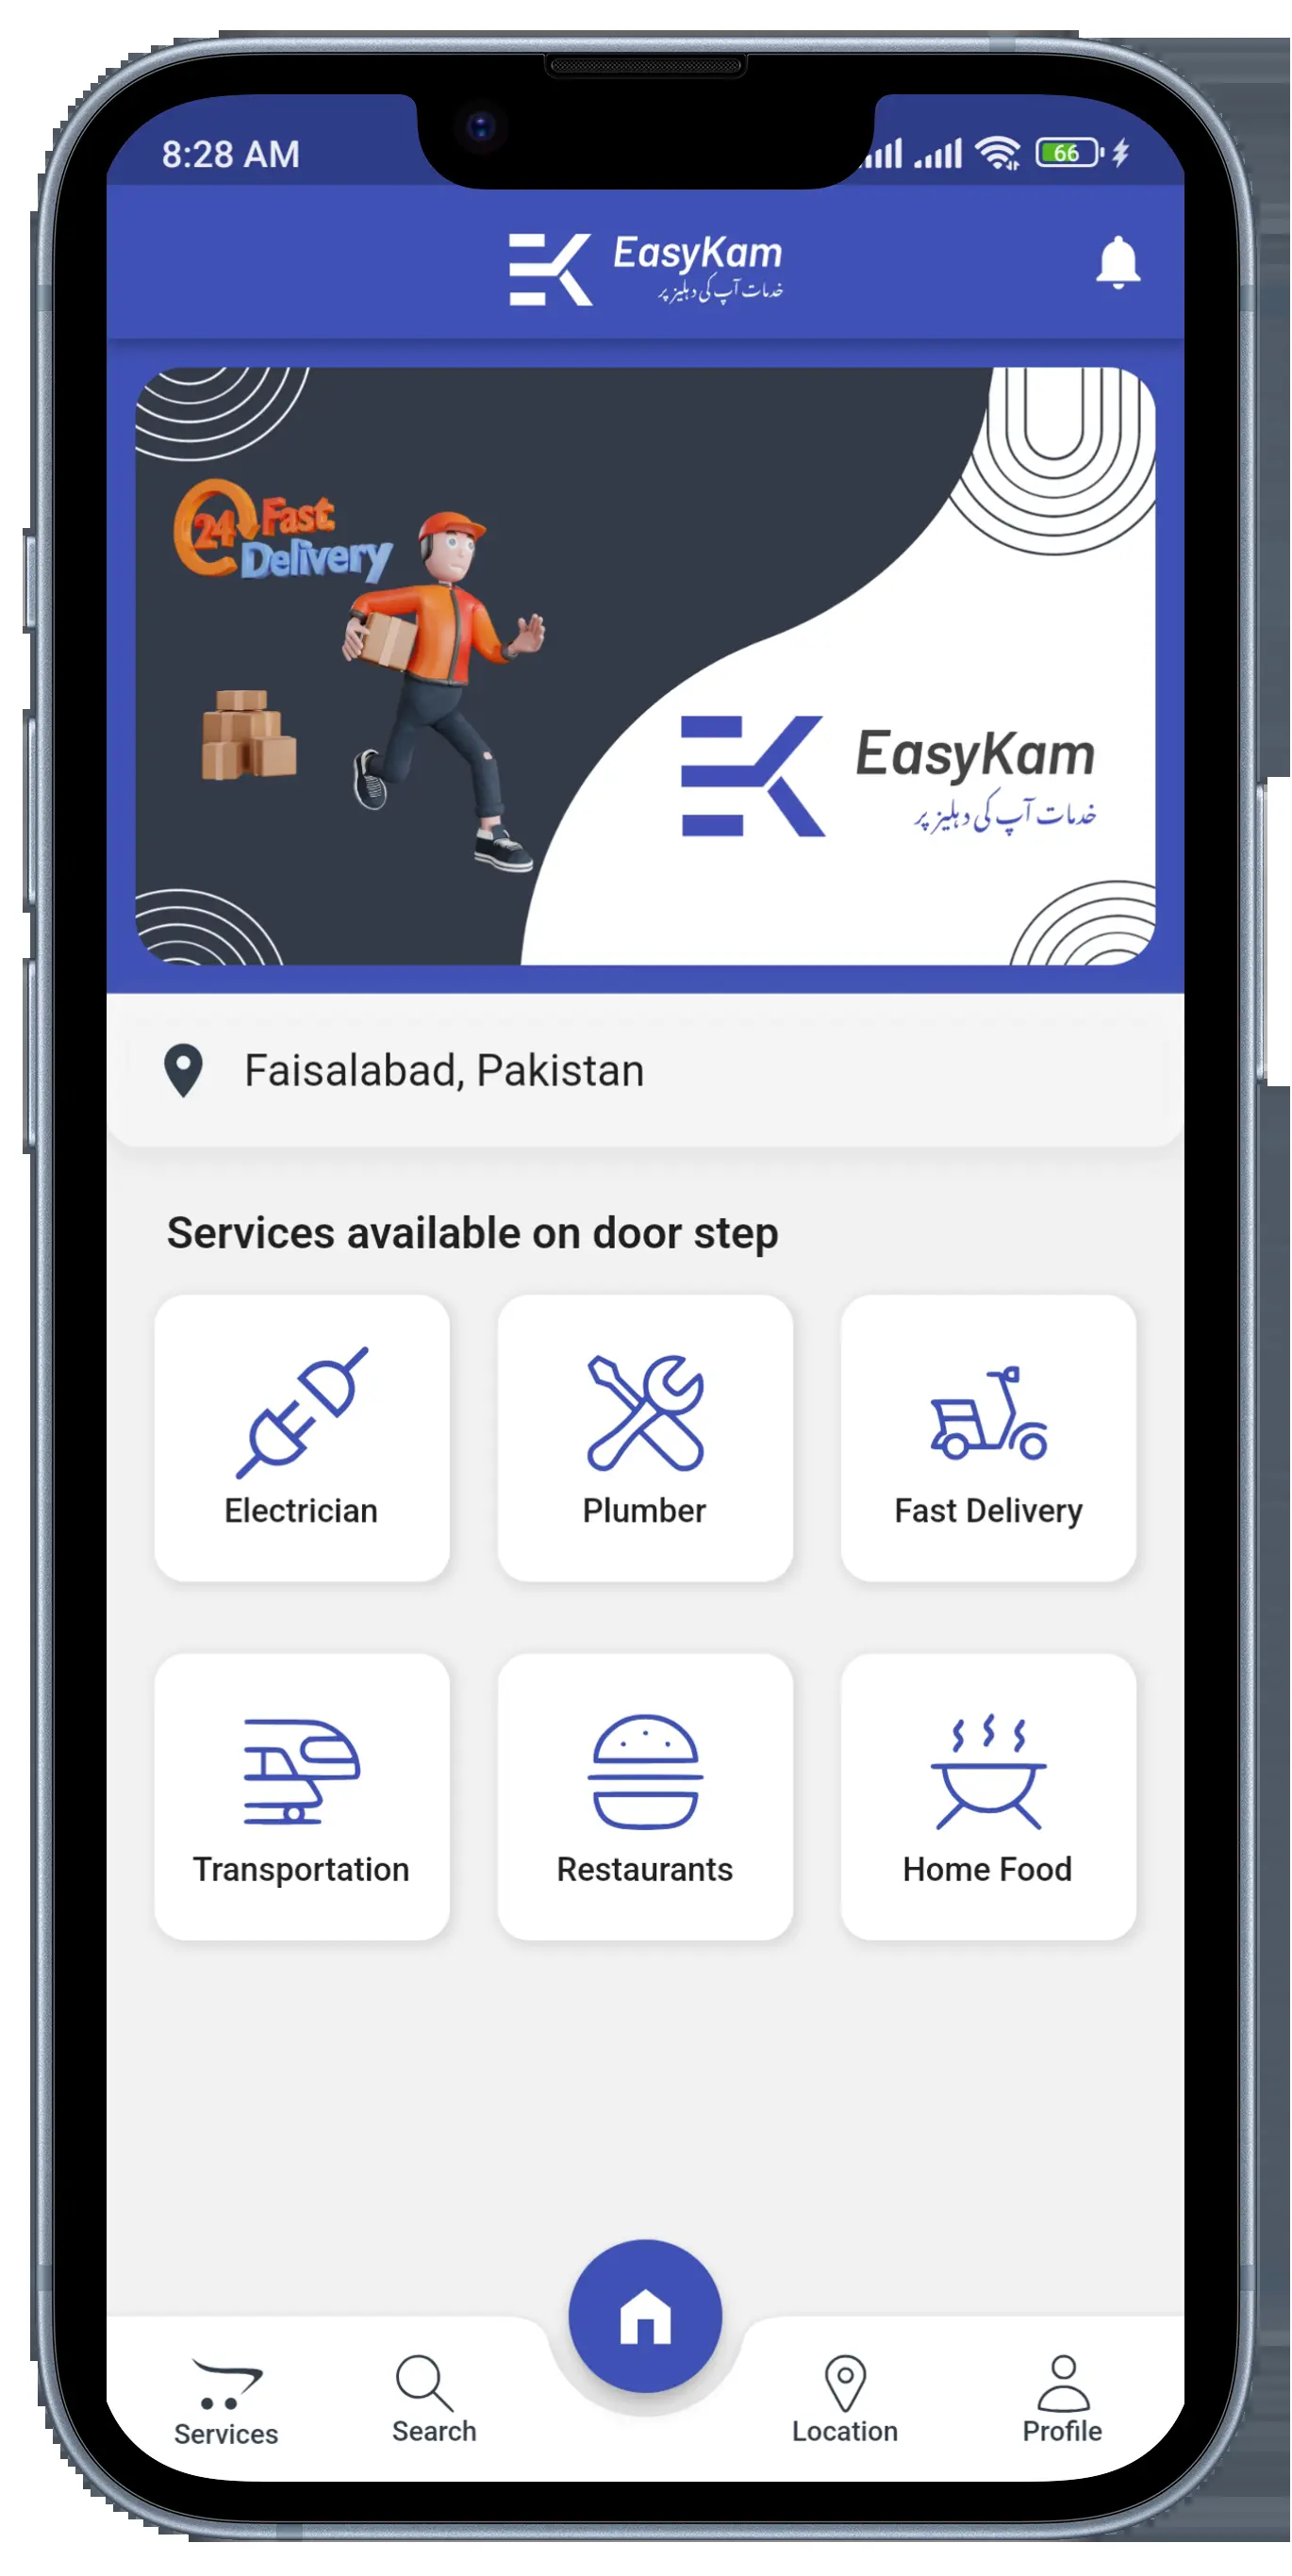 8:28 AM
66
EasyKam
خدمات آپ کی دہلیز پر
24 Fast
Delivery
EasyKam
خدمات آپ کی دہلیز پر
Faisalabad, Pakistan
Services available on door step
Electrician
Plumber
Fast Delivery
Transportation
Restaurants
Home Food
Services
Search
Location
Profile